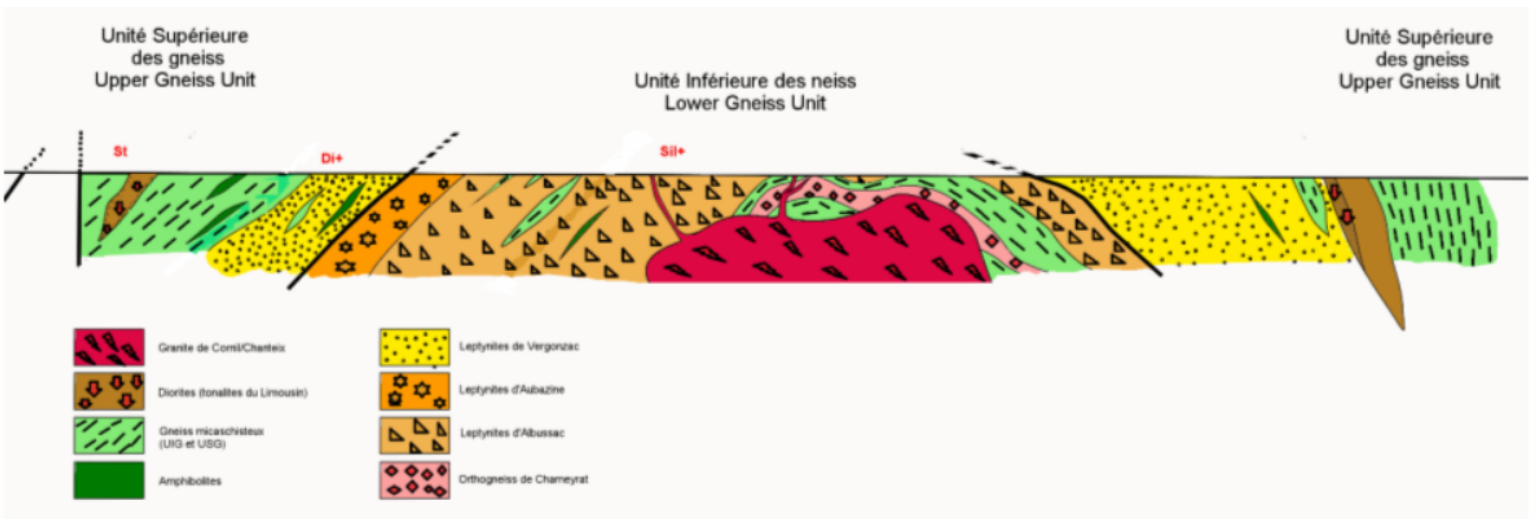 Unité Supérieure
des gneiss
Upper Gneiss Unit
Unité Inférieure des neiss
Lower Gneiss Unit
Unité Supérieure
des gneiss
Upper Gneiss Unit
St
Di+
Sil+
Granite de Cornil/Chanteix
Diorites (tonalites du Limousin)
Gneiss micaschisteux
(UIG et USG)
Amphibolites
Leptynites de Vergonzac
Leptynites d'Aubazine
Leptynites d'Albussac
Orthogneiss de Chameyrat